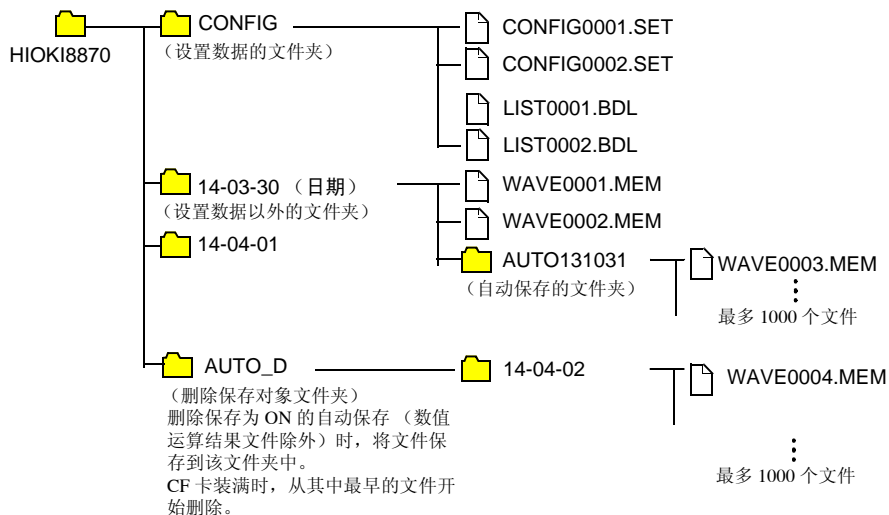 HIOKI8870
CONFIG
（设置数据的文件夹）
CONFIG0001.SET
CONFIG0002.SET
LIST0001.BDL
LIST0002.BDL
14-03-30 （日期）
（设置数据以外的文件夹）
WAVE0001.MEM
WAVE0002.MEM
AUTO131031
（自动保存的文件夹）
WAVE0003.MEM
最多 1000 个文件
14-04-01
AUTO_D
（删除保存对象文件夹）
删除保存为 ON 的自动保存 （数值
运算结果文件除外）时，将文件保
存到该文件夹中。
CF 卡装满时，从其中最早的文件开
始删除。
14-04-02
WAVE0004.MEM
最多 1000 个文件